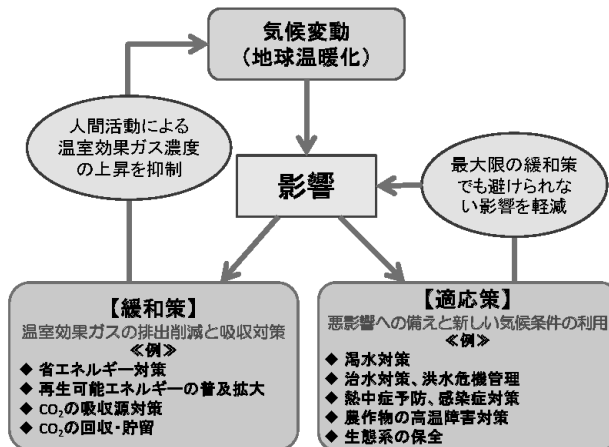 気候変動
（地球温暖化）
人間活動による
温室効果ガス濃度
の上昇を抑制
影響
最大限の緩和策
でも避けられな
い影響を軽減
【緩和策】
温室効果ガスの排出削減と吸収対策
≪例≫
◆ 省エネルギー対策
◆ 再生可能エネルギーの普及拡大
◆ CO₂の吸収源対策
◆ CO₂の回収・貯留
【適応策】
悪影響への備えと新しい気候条件の利用
≪例≫
◆ 渇水対策
◆ 治水対策、洪水危機管理
◆ 熱中症予防、感染症対策
◆ 農作物の高温障害対策
◆ 生態系の保全